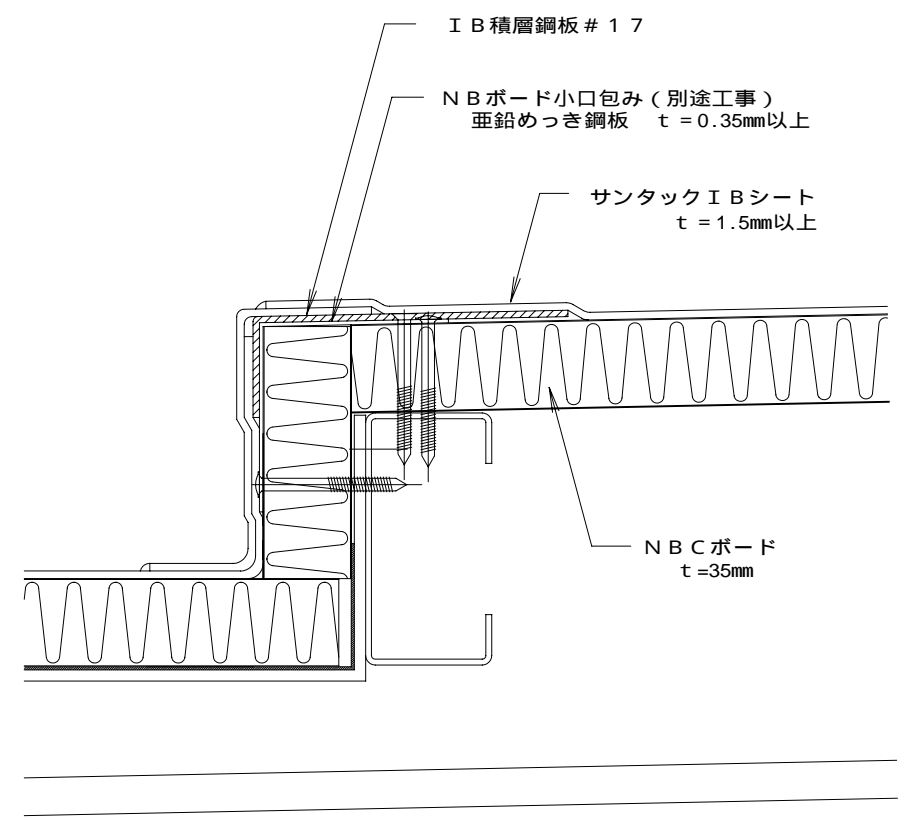 ＩＢ積層鋼板＃１７
ＮＢボード小口包み（別途工事）
亜鉛めっき鋼板　ｔ＝0.35mm以上
サンタックＩＢシート
ｔ＝1.5mm以上
ＮＢＣボード
ｔ=35mm